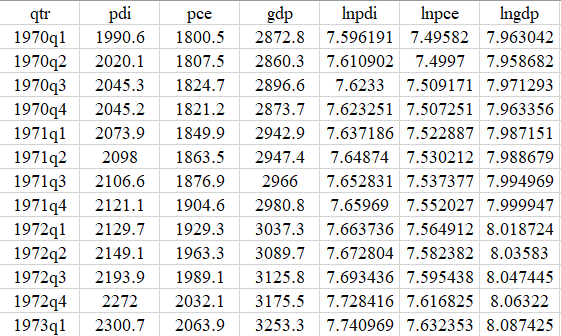 qtr pdi pce gdp lnpdi lnpce lngdp
1970q1 1990.6 1800.5 2872.8 7.596191 7.49582 7.963042
1970q2 2020.1 1807.5 2860.3 7.610902 7.4997 7.958682
1970q3 2045.3 1824.7 2896.6 7.6233 7.509171 7.971293
1970q4 2045.2 1821.2 2873.7 7.623251 7.507251 7.963356
1971q1 2073.9 1849.9 2942.9 7.637186 7.522887 7.987151
1971q2 2098 1863.5 2947.4 7.64874 7.530212 7.988679
1971q3 2106.6 1876.9 2966 7.652831 7.537377 7.994969
1971q4 2121.1 1904.6 2980.8 7.65969 7.552027 7.999947
1972q1 2129.7 1929.3 3037.3 7.663736 7.564912 8.018724
1972q2 2149.1 1963.3 3089.7 7.672804 7.582382 8.03583
1972q3 2193.9 1989.1 3125.8 7.693436 7.595438 8.047445
1972q4 2272 2032.1 3175.5 7.728416 7.616825 8.06322
1973q1 2300.7 2063.9 3253.3 7.740969 7.632353 8.087425